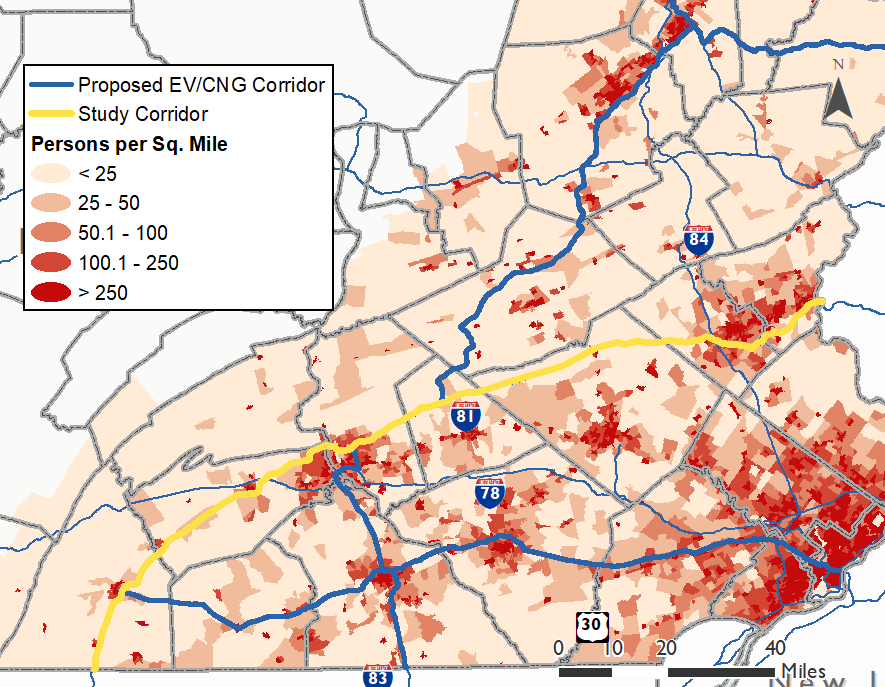 Proposed EV/CNG Corridor
Study Corridor
Persons per Sq. Mile
< 25
25 - 50
50.1 - 100
100.1 - 250
> 250
N
84
81
78
30
0 10 20 40
Miles
83
New